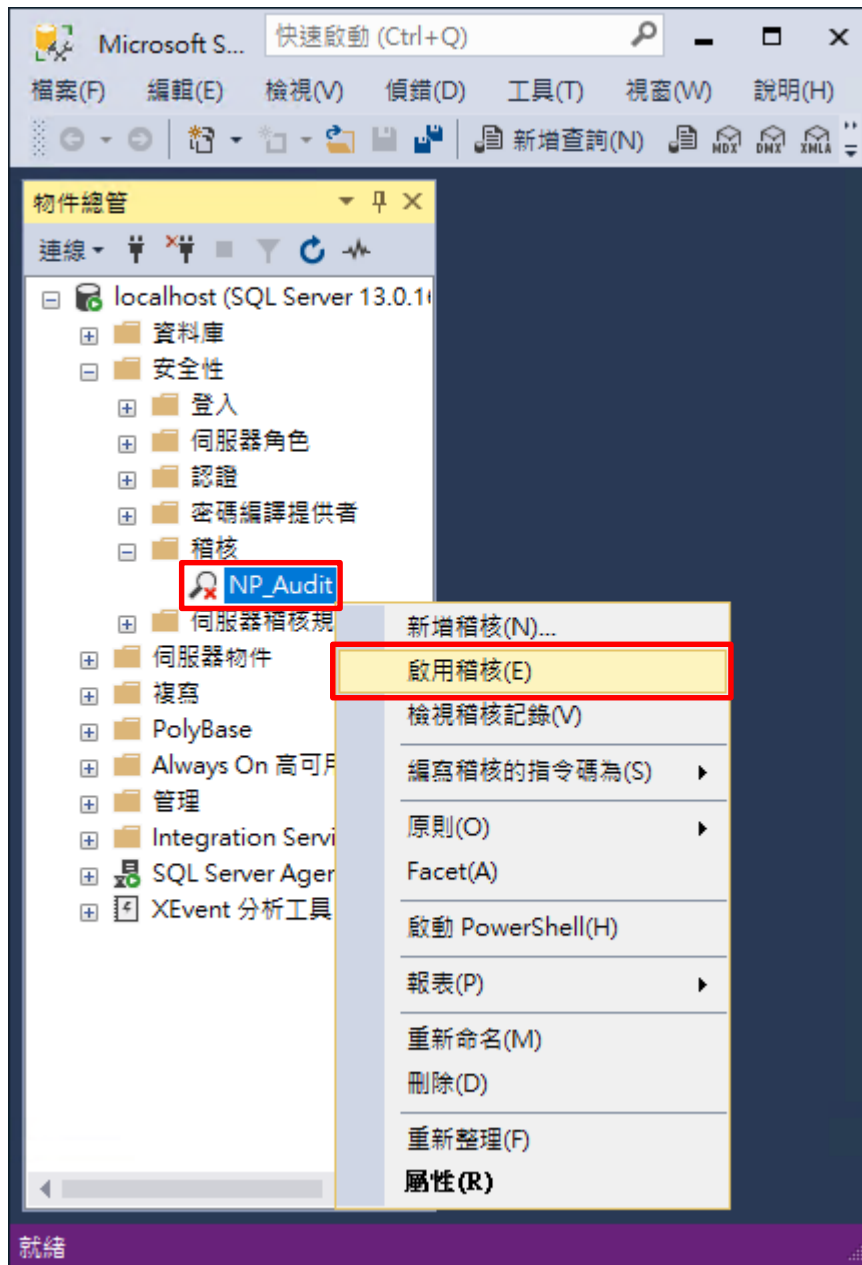 Microsoft S...
快速啟動 (Ctrl+Q)
檔案(F) 編輯(E) 檢視(V) 偵錯(D) 工具(T) 視窗(W) 說明(H)
新增查詢(N) MDX DMX XMLA
物件總管
連線
localhost (SQL Server 13.0.1
資料庫
安全性
登入
伺服器角色
認證
密碼編譯提供者
稽核
NP_Audit
伺服器稽核規
伺服器物件
複寫
PolyBase
Always On 高可用
管理
Integration Servi
SQL Server Agen
XEvent 分析工具
新增稽核(N)...
啟用稽核(E)
檢視稽核記錄(V)
編寫稽核的指令碼為(S)
原則(O)
Facet(A)
啟動 PowerShell(H)
報表(P)
重新命名(M)
刪除(D)
重新整理(F)
屬性(R)
就緒